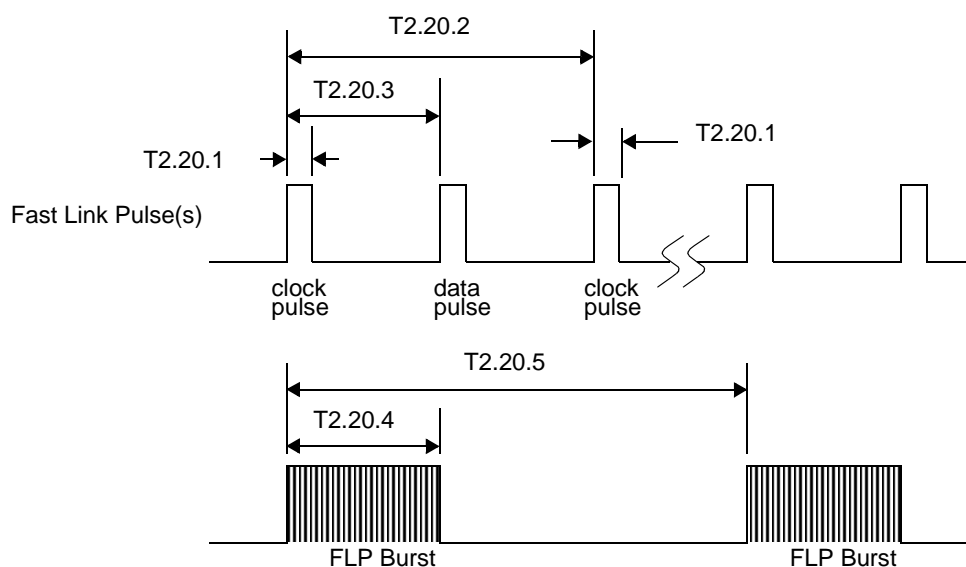 T2.20.2
T2.20.3
T2.20.1
T2.20.1
Fast Link Pulse(s)
clock
pulse
data
pulse
clock
pulse
T2.20.5
T2.20.4
FLP Burst
FLP Burst